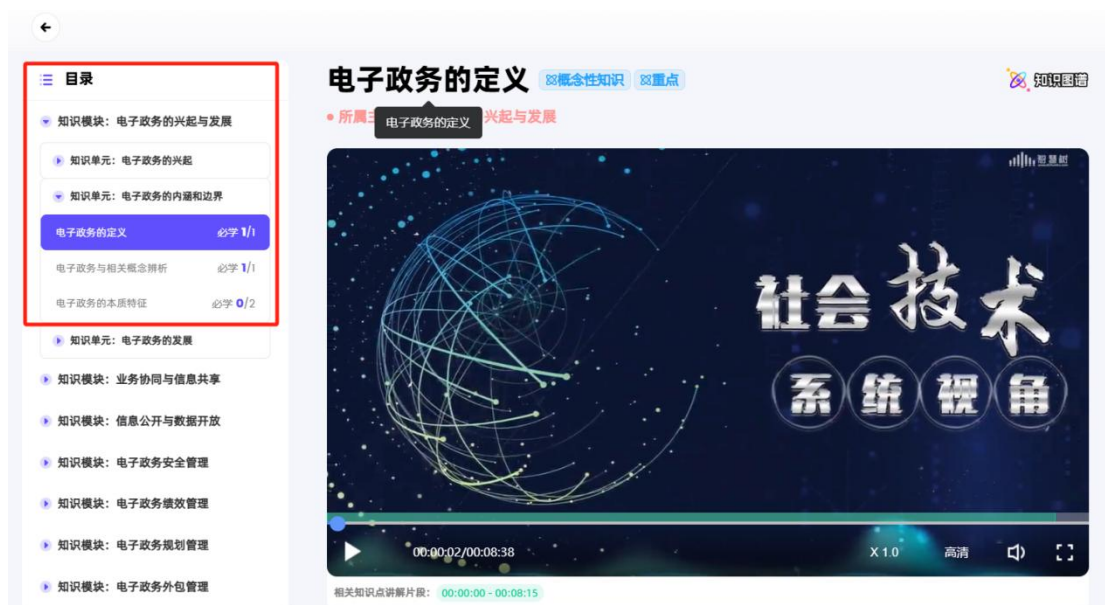 目录
知识模块：电子政务的兴起与发展
知识单元：电子政务的兴起
知识单元：电子政务的内涵和边界
电子政务的定义 必学 1/1
电子政务与相关概念辨析 必学 1/1
电子政务的本质特征 必学 0/2
知识单元：电子政务的发展
知识模块：业务协同与信息共享
知识模块：信息公开与数据开放
知识模块：电子政务安全管理
知识模块：电子政务绩效管理
知识模块：电子政务规划管理
知识模块：电子政务外包管理
电子政务的定义 概念性知识 重点
知识图谱
所属主 兴起与发展
电子政务的定义
智慧树
社会技术
系统视角
00:00:02/00:08:38 X 1.0 高清
相关知识点讲解片段： 00:00:00 - 00:08:15